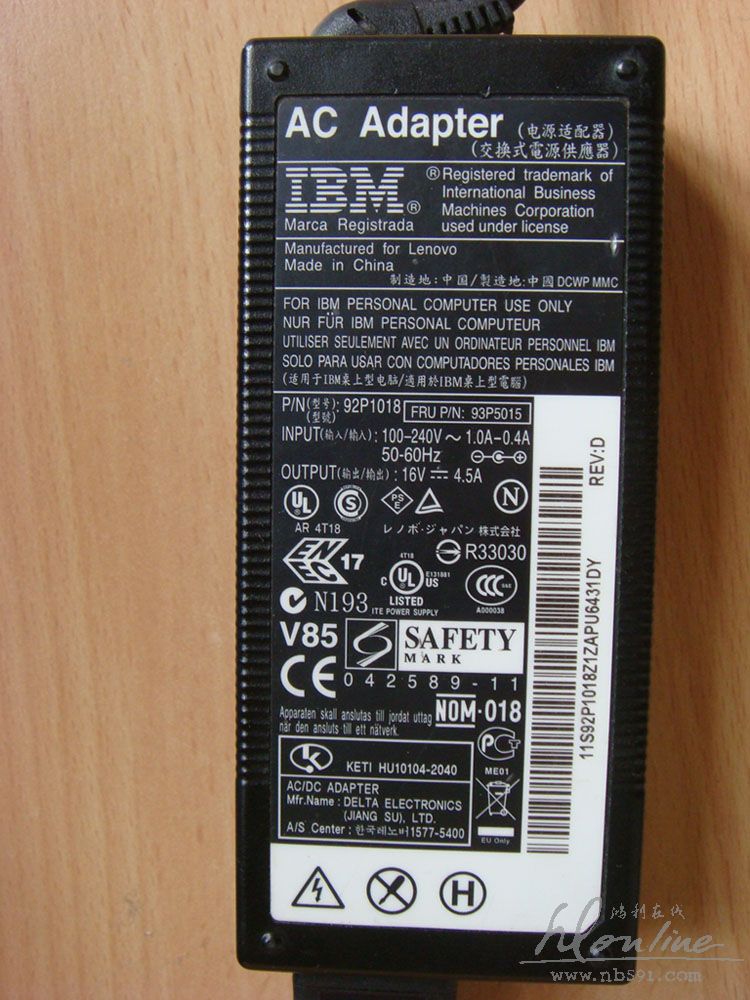 AC Adapter (电源适配器)
(交換式電源供應器)
IBM®
Marca Registrada
®Registered trademark of
International Business
Machines Corporation
used under license
Manufactured for Lenovo
Made in China
制造地:中国/製造地:中國 DCWP MMC
FOR IBM PERSONAL COMPUTER USE ONLY
NUR FÜR IBM PERSONAL COMPUTEUR
UTILISER SEULEMENT AVEC UN ORDINATEUR PERSONNEL IBM
SOLO PARA USAR CON COMPUTADORES PERSONALES IBM
(适用于IBM桌上型电脑/適用於IBM桌上型電腦)
P/N(型号): 92P1018 FRU P/N: 93P5015
(型號)
INPUT(输入/輸入): 100-240V ~ 1.0A-0.4A
50-60Hz
OUTPUT(输出/輸出): 16V ⎓ 4.5A
UL S PSE N
AR 4T18 レノボ・ジャパン 株式会社
17 R33030
4T18
C UL US E131881
LISTED
ITE POWER SUPPLY
CCC S&E
A000038
N193
V85 S SAFETY
MARK
CE 042589-11
Apparaten skall anslutas till jordat uttag
när den ansluts till ett nätverk.
NOM-018
ME01
EU Only
KETI HU10104-2040
AC/DC ADAPTER
Mfr.Name : DELTA ELECTRONICS
(JIANG SU), LTD.
A/S Center : 한국레노버1577-5400
REV:D
11S92P1018Z1ZAPU6431DY
H
鸿利在线
hlonline
www.nb591.com